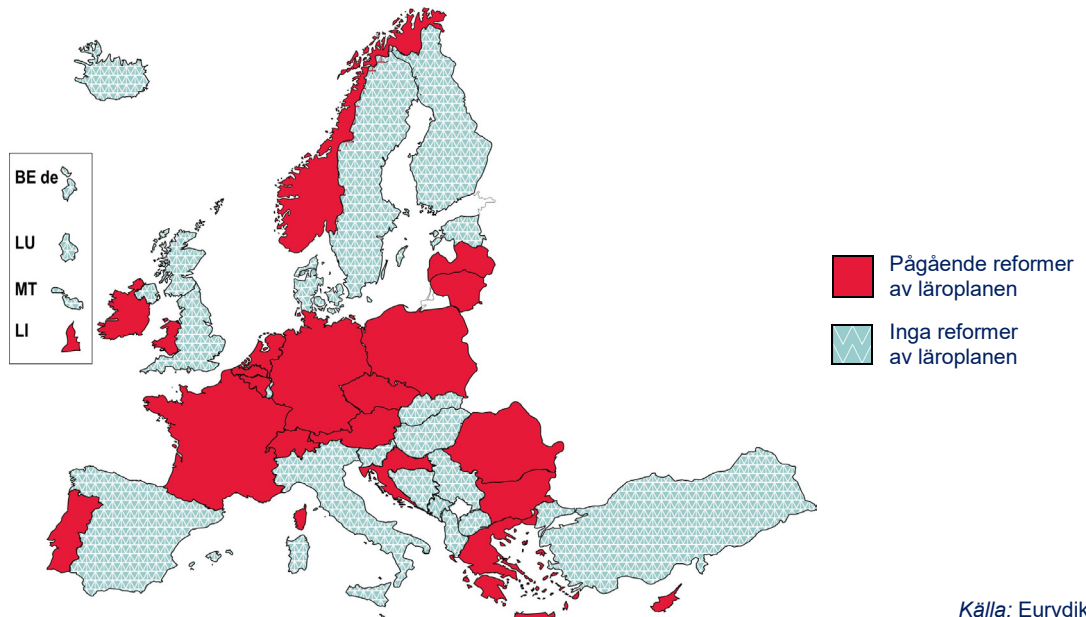 BE de
LU
MT
LI
Pågående reformer
av läroplanen
Inga reformer
av läroplanen
Källa: Eurydik